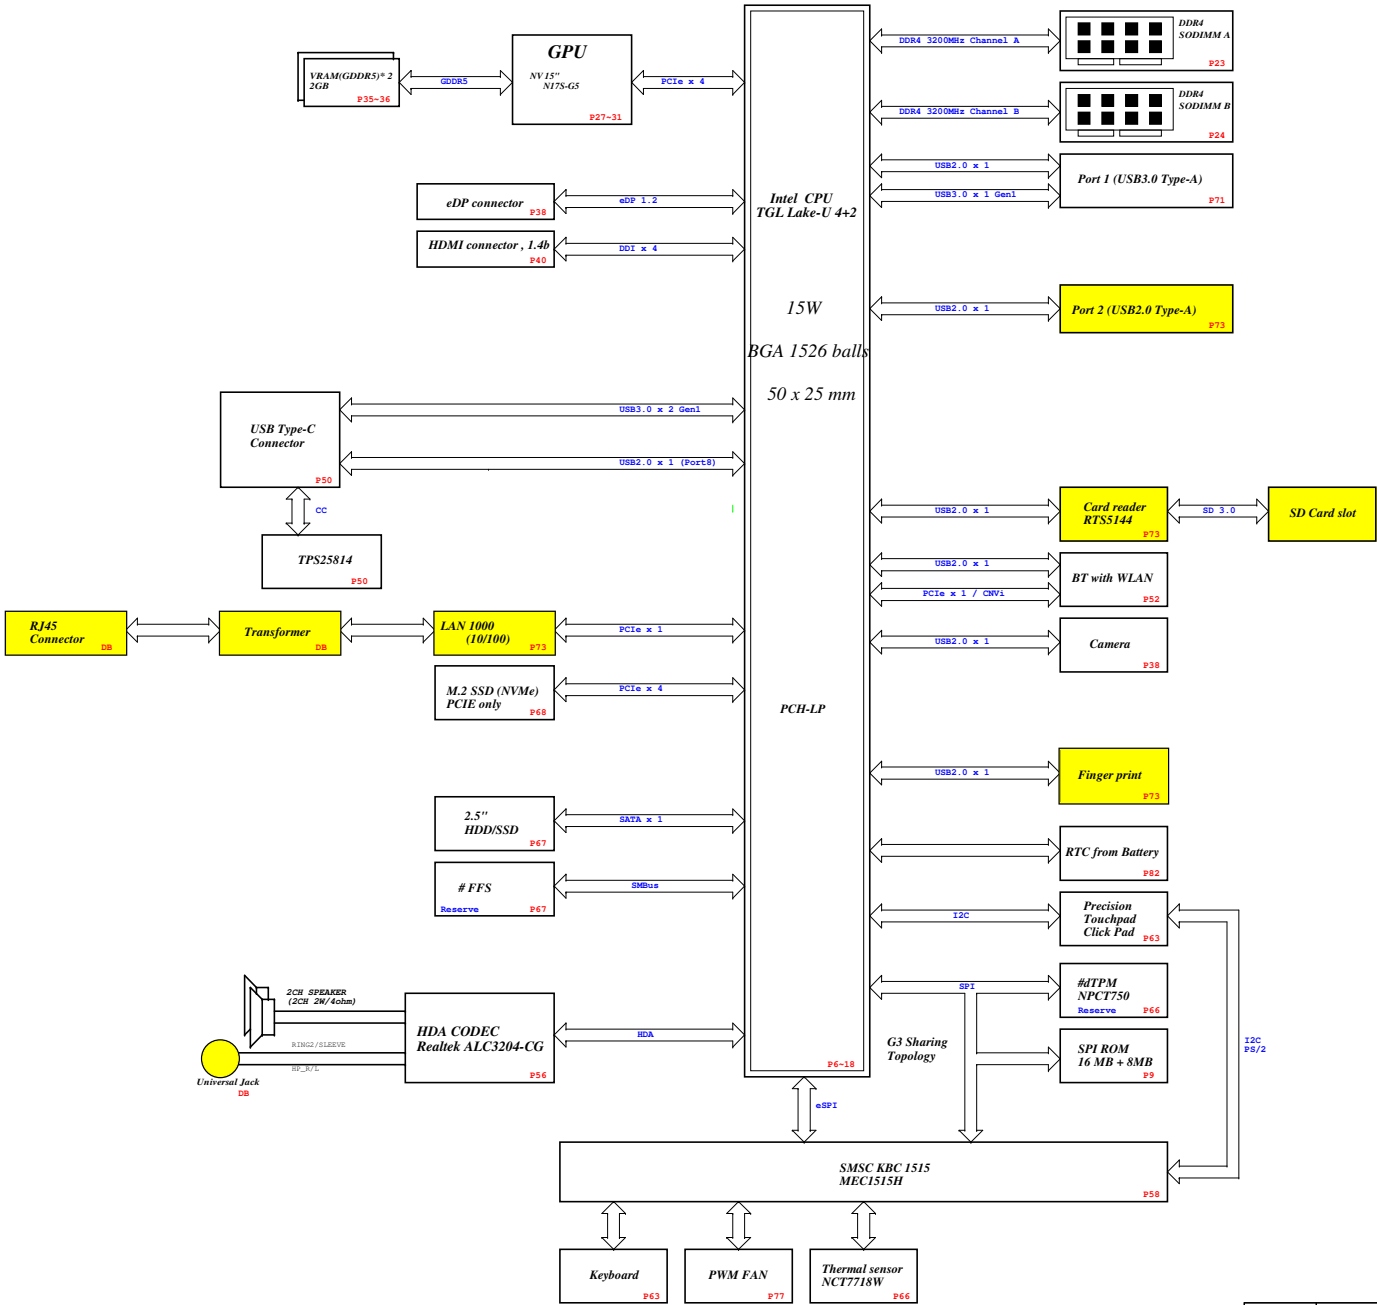 GPU
NV 15"
N17S-G5
P27~31
VRAM(GDDR5)* 2
2GB
P35~36
GDDR5
PCIe x 4
DDR4 3200MHz Channel A
DDR4
SODIMM A
P23
DDR4 3200MHz Channel B
DDR4
SODIMM B
P24
USB2.0 x 1
USB3.0 x 1 Gen1
Port 1 (USB3.0 Type-A)
P71
eDP connector
P38
eDP 1.2
HDMI connector , 1.4b
P40
DDI x 4
Intel CPU
TGL Lake-U 4+2
15W
BGA 1526 balls
50 x 25 mm
USB2.0 x 1
Port 2 (USB2.0 Type-A)
P73
USB Type-C
Connector
P50
USB3.0 x 2 Gen1
USB2.0 x 1 (Port8)
CC
TPS25814
P50
USB2.0 x 1
Card reader
RTS5144
P73
SD 3.0
SD Card slot
USB2.0 x 1
PCIe x 1 / CNVi
BT with WLAN
P52
RJ45
Connector
DB
Transformer
DB
LAN 1000
(10/100)
P73
PCIe x 1
USB2.0 x 1
Camera
P38
M.2 SSD (NVMe)
PCIE only
P68
PCIe x 4
PCH-LP
USB2.0 x 1
Finger print
P73
2.5"
HDD/SSD
P67
SATA x 1
RTC from Battery
P82
# FFS
Reserve
P67
SMBus
I2C
Precision
Touchpad
Click Pad
P63
2CH SPEAKER
(2CH 2W/4ohm)
RING2/SLEEVE
HP_R/L
Universal Jack
DB
HDA CODEC
Realtek ALC3204-CG
P56
HDA
SPI
#dTPM
NPCT750
Reserve
P66
G3 Sharing
Topology
SPI ROM
16 MB + 8MB
P9
I2C
PS/2
P6~18
eSPI
SMSC KBC 1515
MEC1515H
P58
Keyboard
P63
PWM FAN
P77
Thermal sensor
NCT7718W
P66